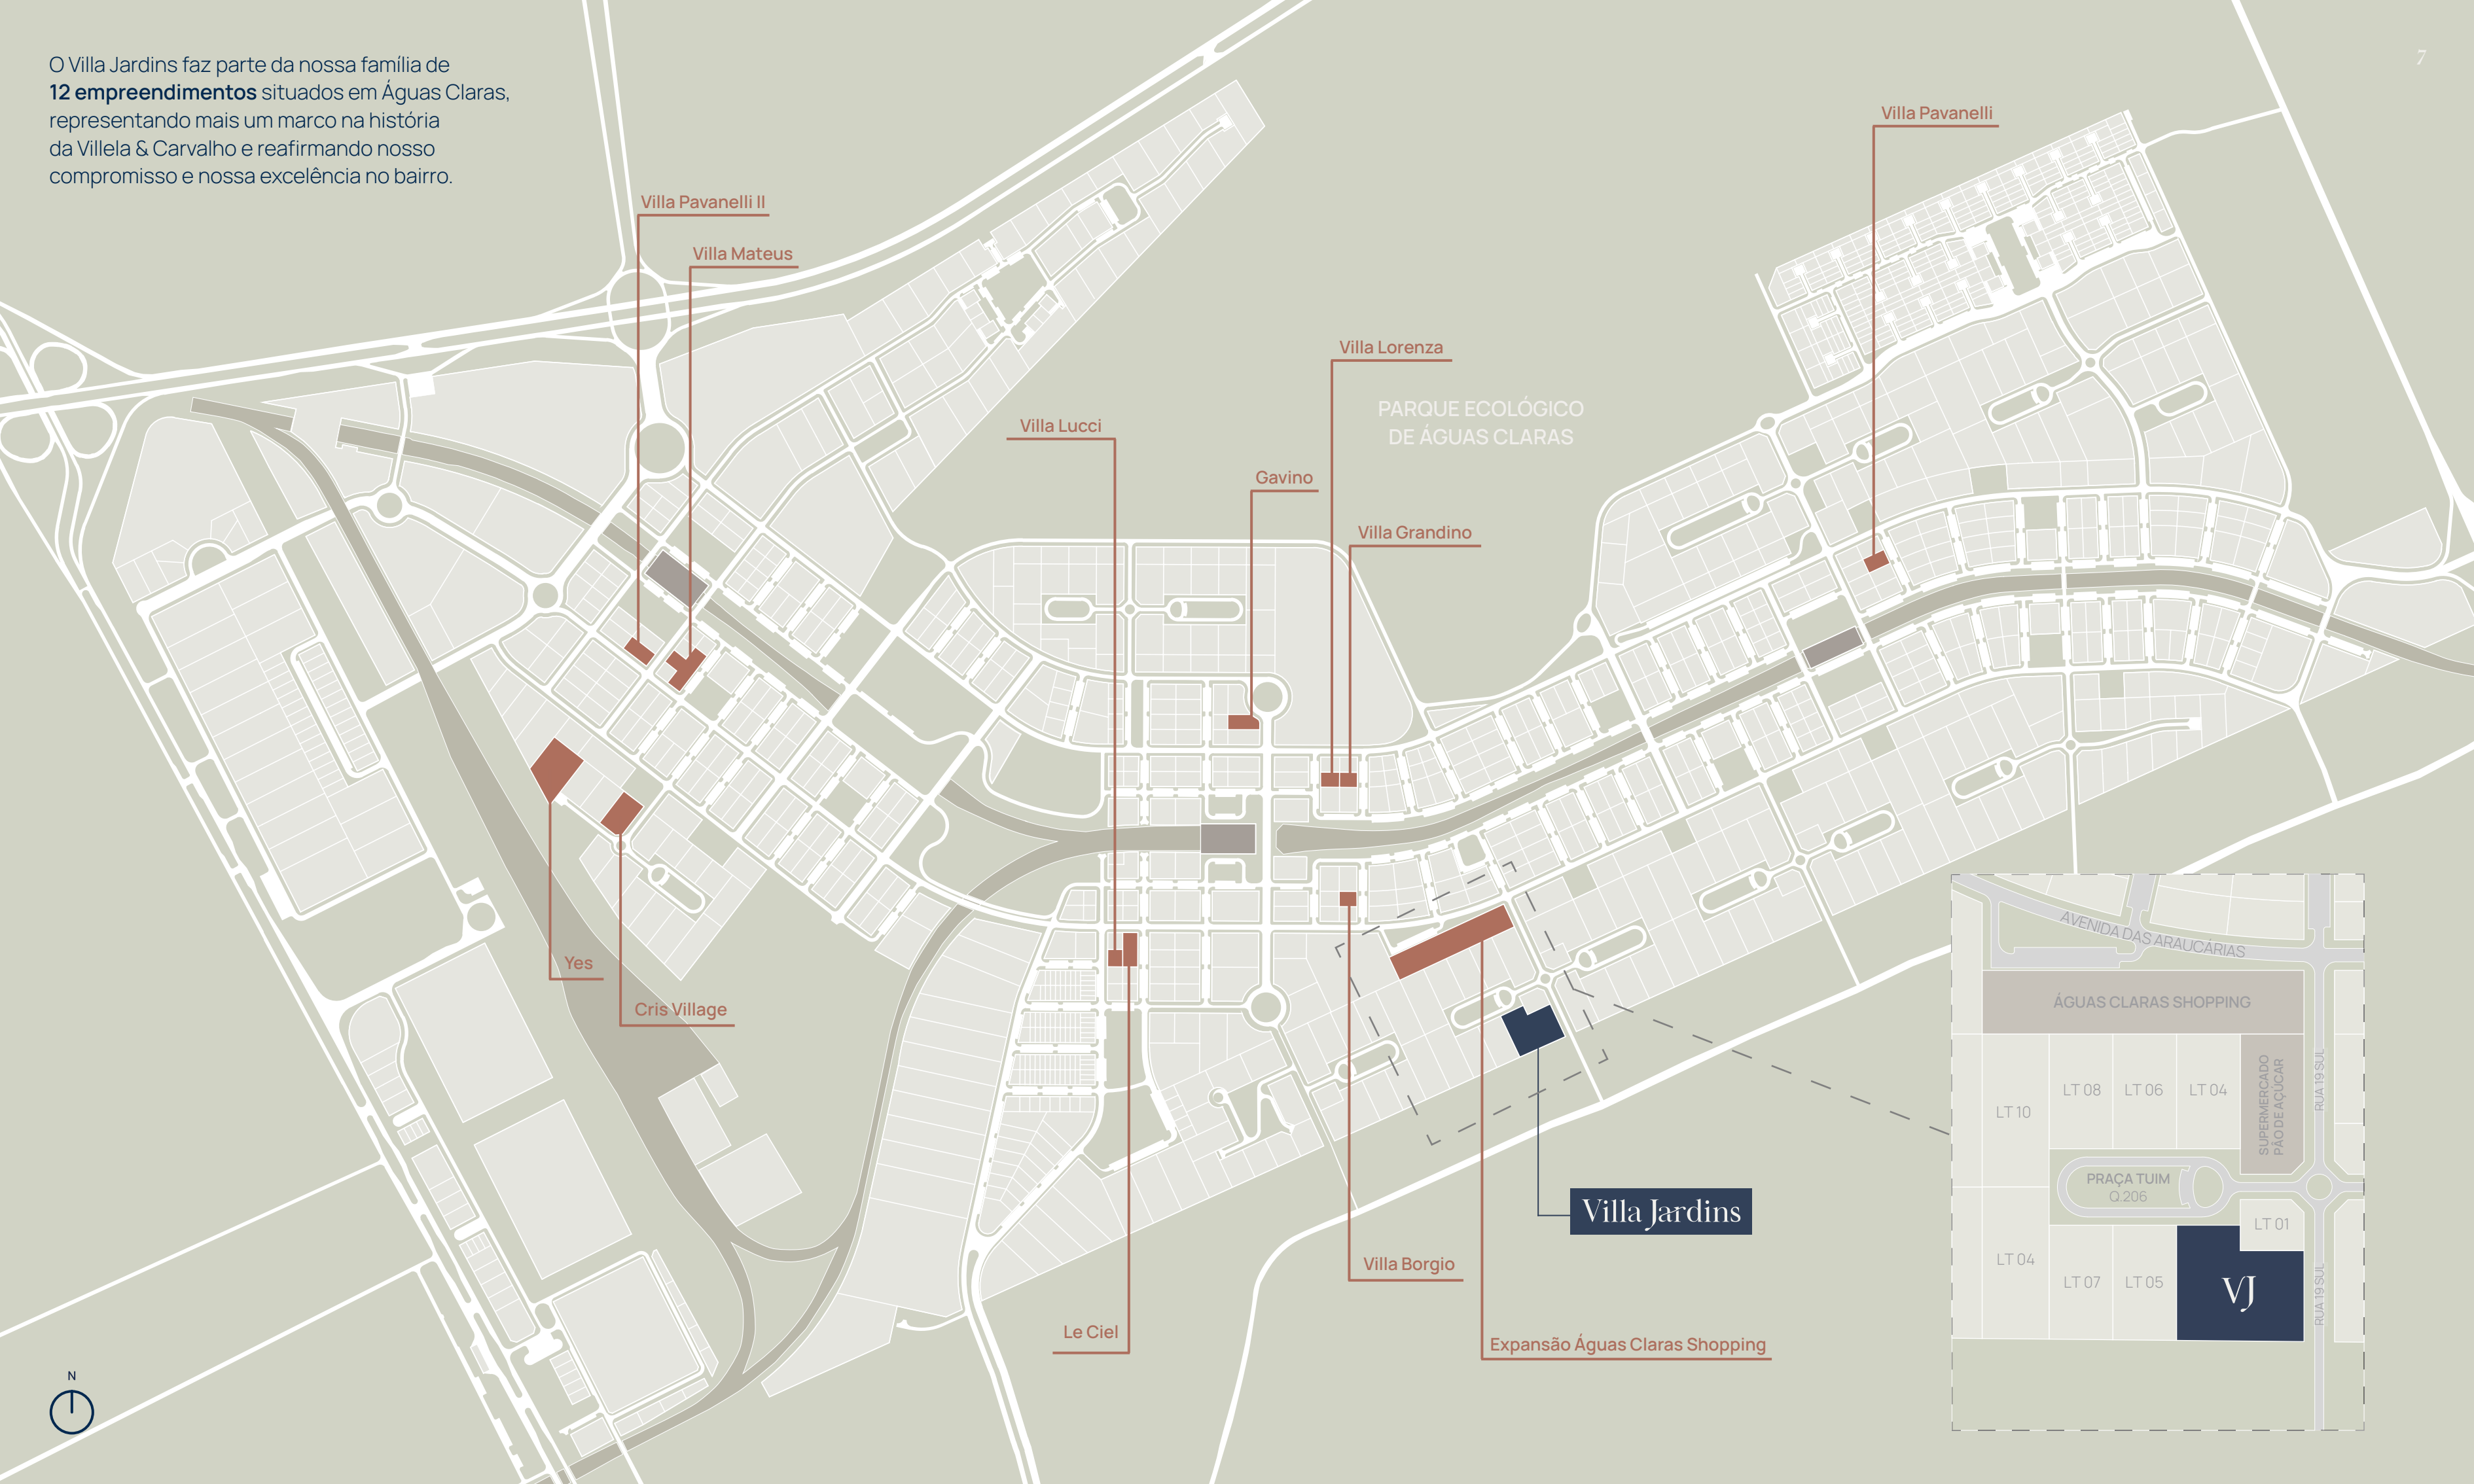 O Villa Jardins faz parte da nossa família de
12 empreendimentos situados em Águas Claras,
representando mais um marco na história
da Villela & Carvalho e reafirmando nosso
compromisso e nossa excelência no bairro.
7
Villa Pavanelli
Villa Pavanelli II
Villa Mateus
Villa Lorenza
PARQUE ECOLÓGICO
DE ÁGUAS CLARAS
Villa Lucci
Gavino
Villa Grandino
Yes
Cris Village
Villa Jardins
Villa Borgio
Le Ciel
Expansão Águas Claras Shopping
AVENIDA DAS ARAUCÁRIAS
ÁGUAS CLARAS SHOPPING
LT 10
LT 08
LT 06
LT 04
SUPERMERCADO
PÃO DE AÇÚCAR
RUA 19 SUL
PRAÇA TUIM
Q.206
LT 01
LT 04
LT 07
LT 05
VJ
RUA 19 SUL
N